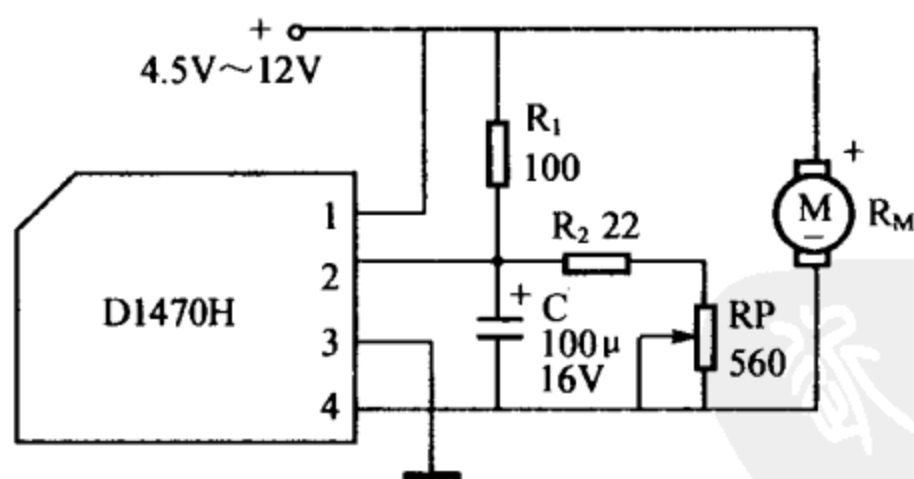 +
4.5V～12V
R₁
100
+
1
M
R_M
R₂ 22
2
D1470H
+ C
100μ
16V
RP
560
3
4